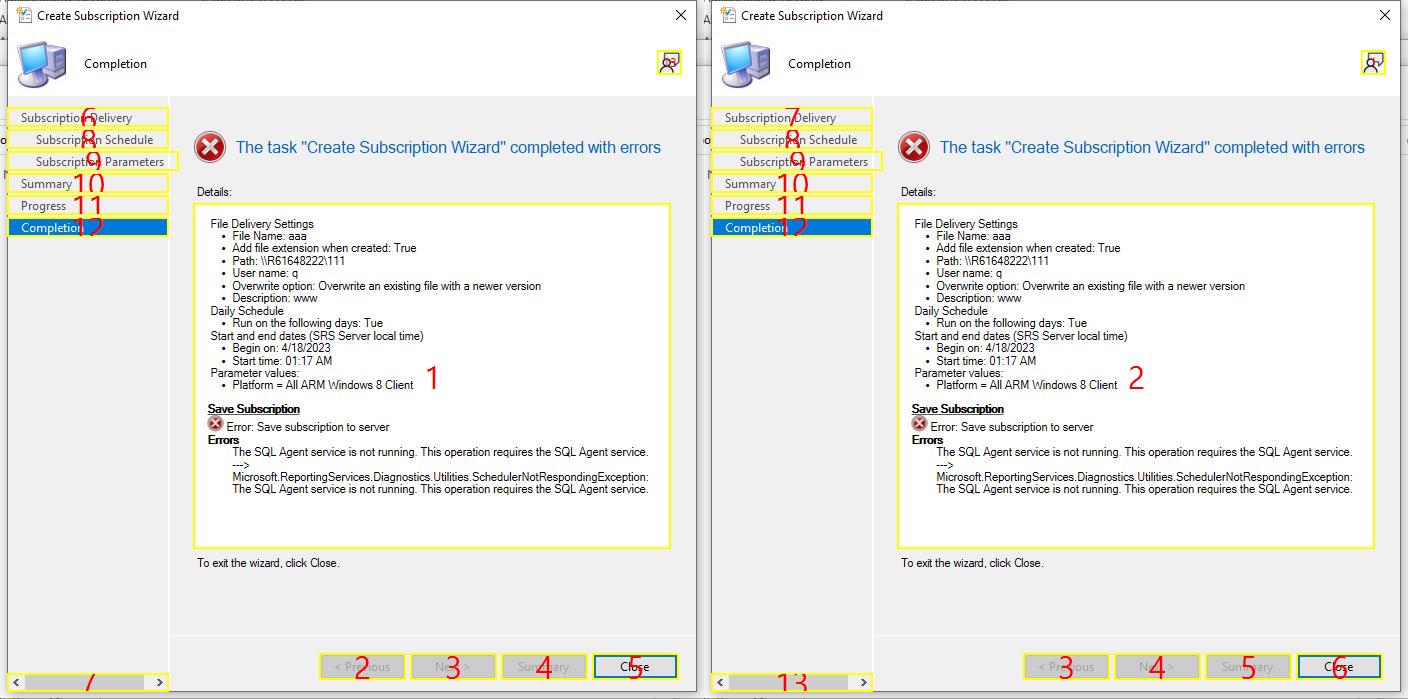 Create Subscription Wizard
Completion
Subscription Delivery
6
Subscription Schedule
8
Subscription Parameters
9
Summary
10
Progress
11
Completion
12
The task "Create Subscription Wizard" completed with errors
Details:
File Delivery Settings
• File Name: aaa
• Add file extension when created: True
• Path: \\R61648222\111
• User name: q
• Overwrite option: Overwrite an existing file with a newer version
• Description: www
Daily Schedule
• Run on the following days: Tue
Start and end dates (SRS Server local time)
• Begin on: 4/18/2023
• Start time: 01:17 AM
Parameter values:
• Platform = All ARM Windows 8 Client
1
Save Subscription
Error: Save subscription to server
Errors
The SQL Agent service is not running. This operation requires the SQL Agent service.
--->
Microsoft.ReportingServices.Diagnostics.Utilities.SchedulerNotRespondingException:
The SQL Agent service is not running. This operation requires the SQL Agent service.
To exit the wizard, click Close.
< Previous
2
Next >
3
Summary
4
Close
5
7
Create Subscription Wizard
Completion
Subscription Delivery
7
Subscription Schedule
8
Subscription Parameters
9
Summary
10
Progress
11
Completion
12
The task "Create Subscription Wizard" completed with errors
Details:
File Delivery Settings
• File Name: aaa
• Add file extension when created: True
• Path: \\R61648222\111
• User name: q
• Overwrite option: Overwrite an existing file with a newer version
• Description: www
Daily Schedule
• Run on the following days: Tue
Start and end dates (SRS Server local time)
• Begin on: 4/18/2023
• Start time: 01:17 AM
Parameter values:
• Platform = All ARM Windows 8 Client
2
Save Subscription
Error: Save subscription to server
Errors
The SQL Agent service is not running. This operation requires the SQL Agent service.
--->
Microsoft.ReportingServices.Diagnostics.Utilities.SchedulerNotRespondingException:
The SQL Agent service is not running. This operation requires the SQL Agent service.
To exit the wizard, click Close.
< Previous
3
Next >
4
Summary
5
Close
6
13